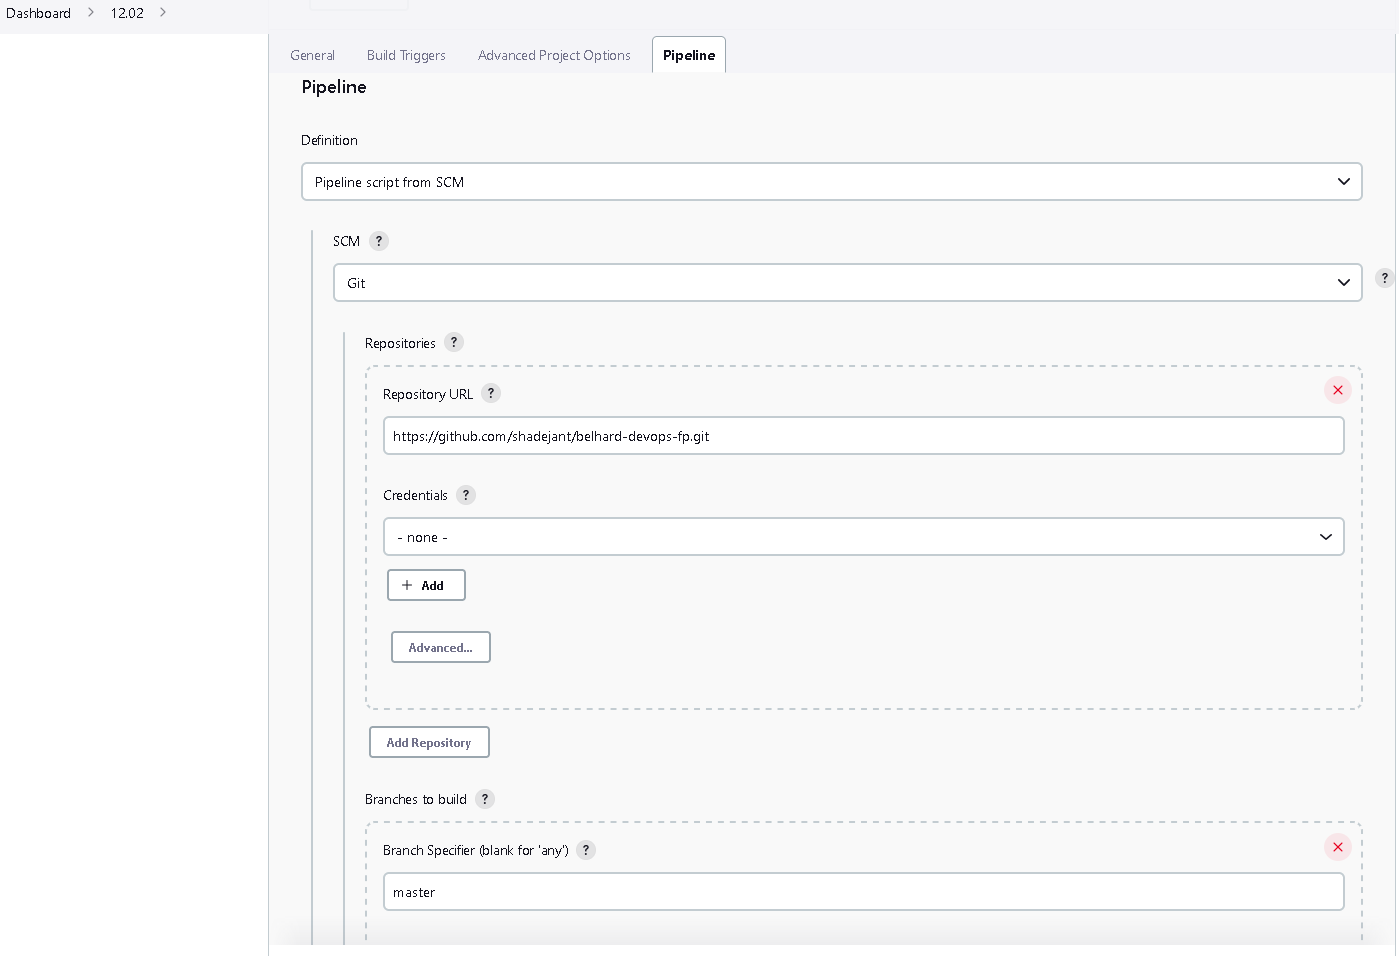 Dashboard > 12.02 >
General Build Triggers Advanced Project Options Pipeline
Pipeline
Definition
Pipeline script from SCM
SCM ?
Git
?
Repositories ?
Repository URL ?
https://github.com/shadejant/belhard-devops-fp.git
Credentials ?
- none -
+ Add
Advanced...
Add Repository
Branches to build ?
Branch Specifier (blank for 'any') ?
master